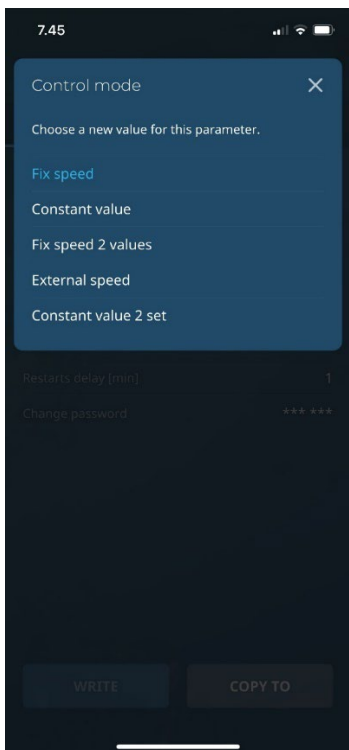 7.45
Control mode
Choose a new value for this parameter.
Fix speed
Constant value
Fix speed 2 values
External speed
Constant value 2 set
Restarts delay [min] 1
Change password *** ***
WRITE COPY TO